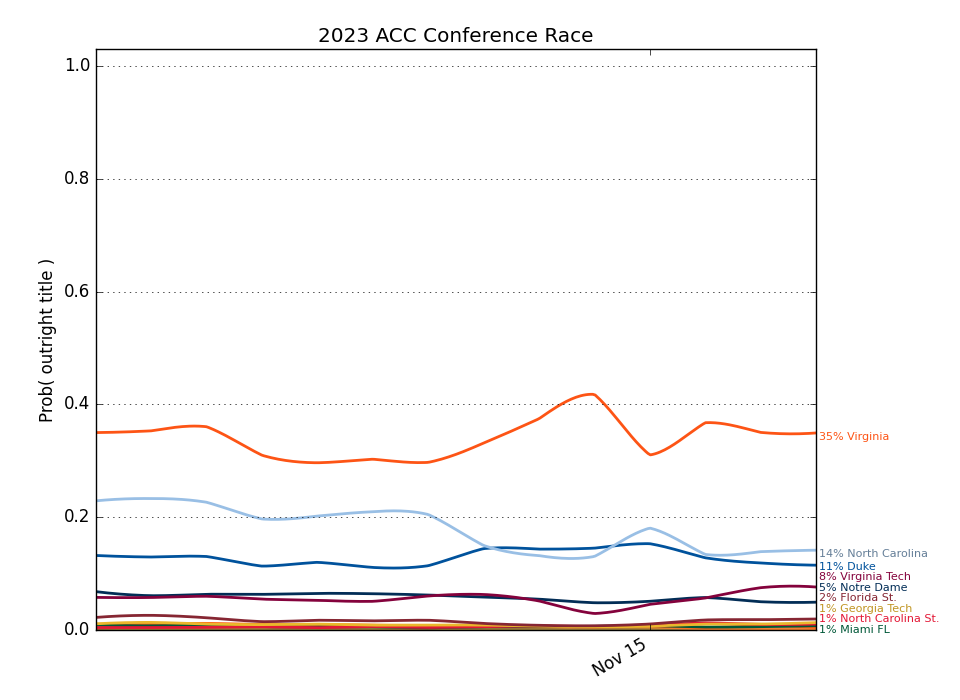 2023 ACC Conference Race
Prob( outright title )
1.0
0.8
0.6
0.4
0.2
0.0
Nov 15
35% Virginia
14% North Carolina
11% Duke
8% Virginia Tech
5% Notre Dame
2% Florida St.
1% Georgia Tech
1% North Carolina St.
1% Miami FL